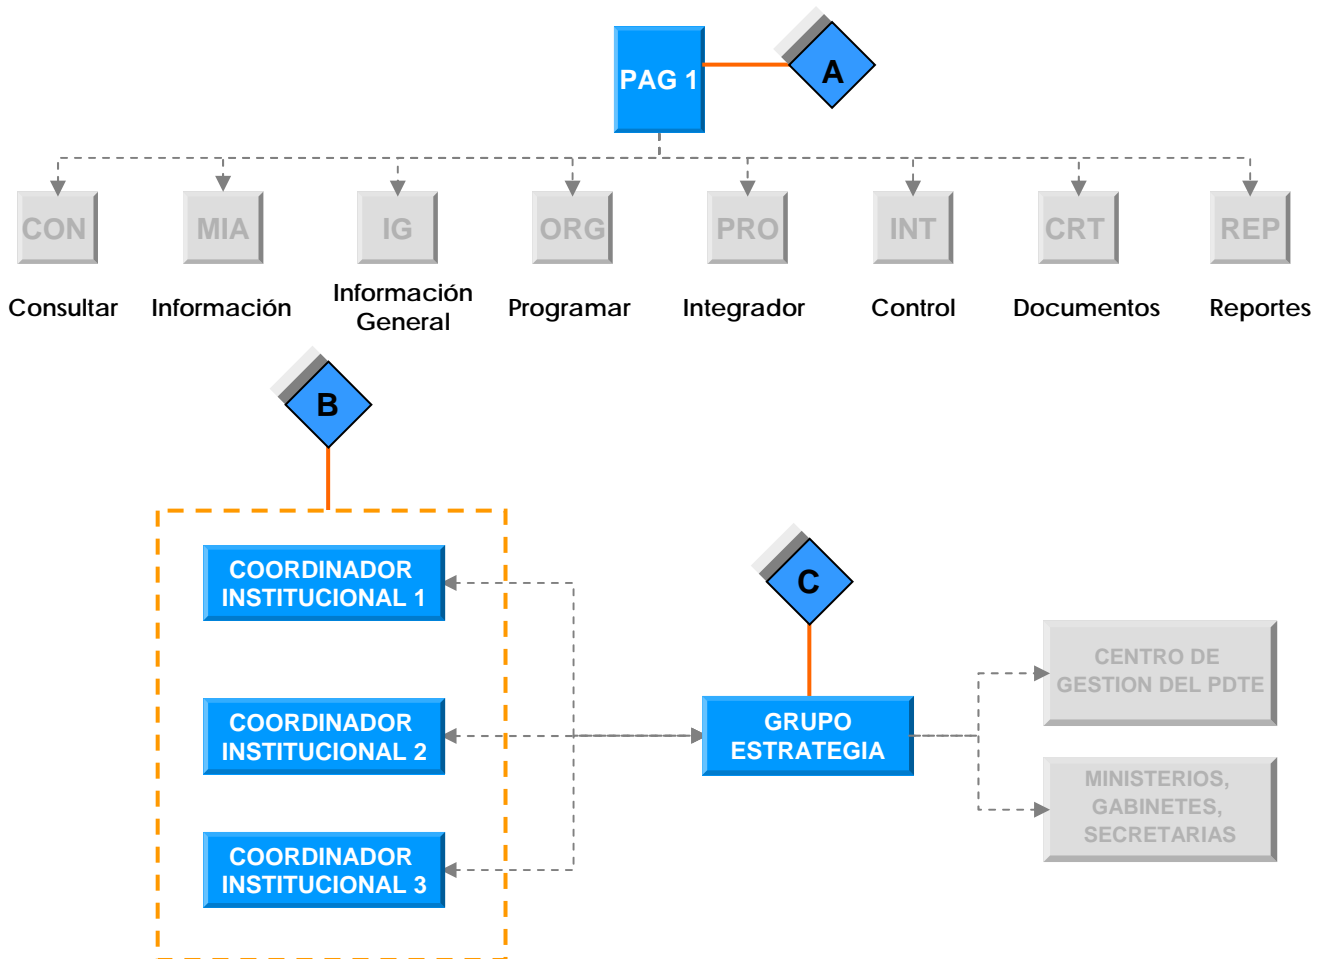 PAG 1
A
CON
MIA
IG
ORG
PRO
INT
CRT
REP
Consultar
Información
Información
General
Programar
Integrador
Control
Documentos
Reportes
B
COORDINADOR
INSTITUCIONAL 1
COORDINADOR
INSTITUCIONAL 2
COORDINADOR
INSTITUCIONAL 3
C
GRUPO
ESTRATEGIA
CENTRO DE
GESTION DEL PDTE
MINISTERIOS,
GABINETES,
SECRETARIAS